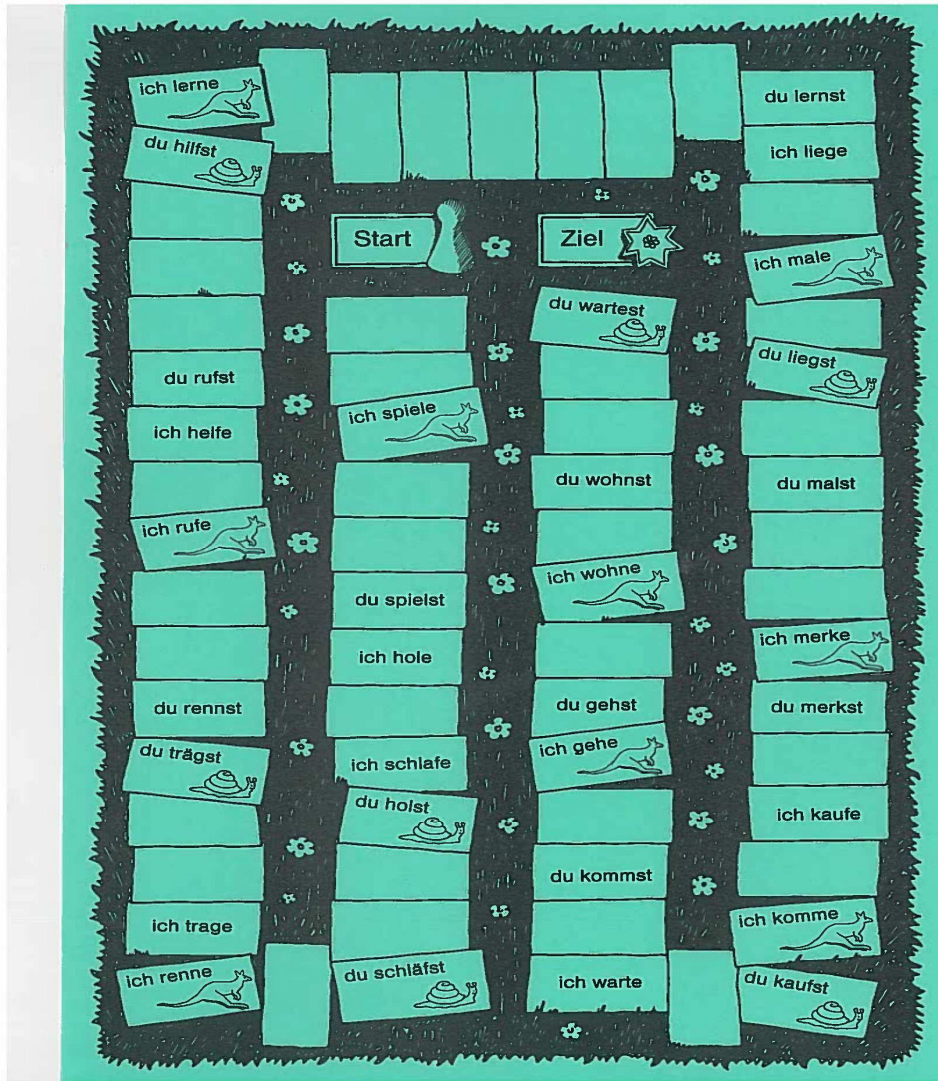 ich lerne
du hilfst
du rufst
ich helfe
ich rufe
du rennst
du trägst
ich trage
ich renne
Start
ich spiele
du spielst
ich hole
ich schlafe
du holst
du schläfst
Ziel
du wartest
du wohnst
ich wohne
du gehst
ich gehe
du kommst
ich warte
du lernst
ich liege
ich male
du liegst
du malst
ich merke
du merkst
ich kaufe
ich komme
du kaufst